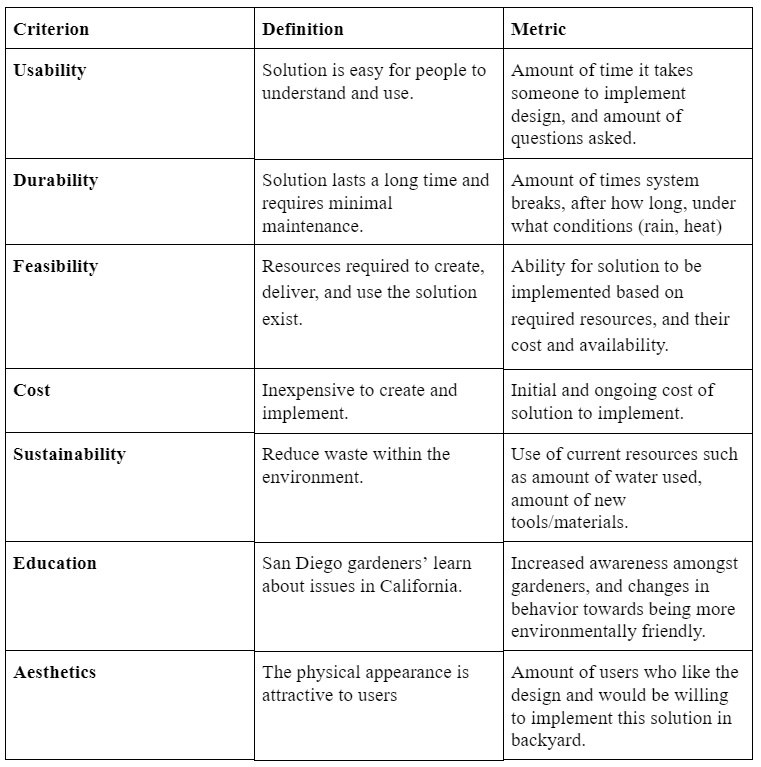 Criterion
Definition
Metric
Usability
Solution is easy for people to
understand and use.
Amount of time it takes
someone to implement
design, and amount of
questions asked.
Durability
Solution lasts a long time and
requires minimal
maintenance.
Amount of times system
breaks, after how long, under
what conditions (rain, heat)
Feasibility
Resources required to create,
deliver, and use the solution
exist.
Ability for solution to be
implemented based on
required resources, and their
cost and availability.
Cost
Inexpensive to create and
implement.
Initial and ongoing cost of
solution to implement.
Sustainability
Reduce waste within the
environment.
Use of current resources such
as amount of water used,
amount of new
tools/materials.
Education
San Diego gardeners’ learn
about issues in California.
Increased awareness amongst
gardeners, and changes in
behavior towards being more
environmentally friendly.
Aesthetics
The physical appearance is
attractive to users
Amount of users who like the
design and would be willing
to implement this solution in
backyard.